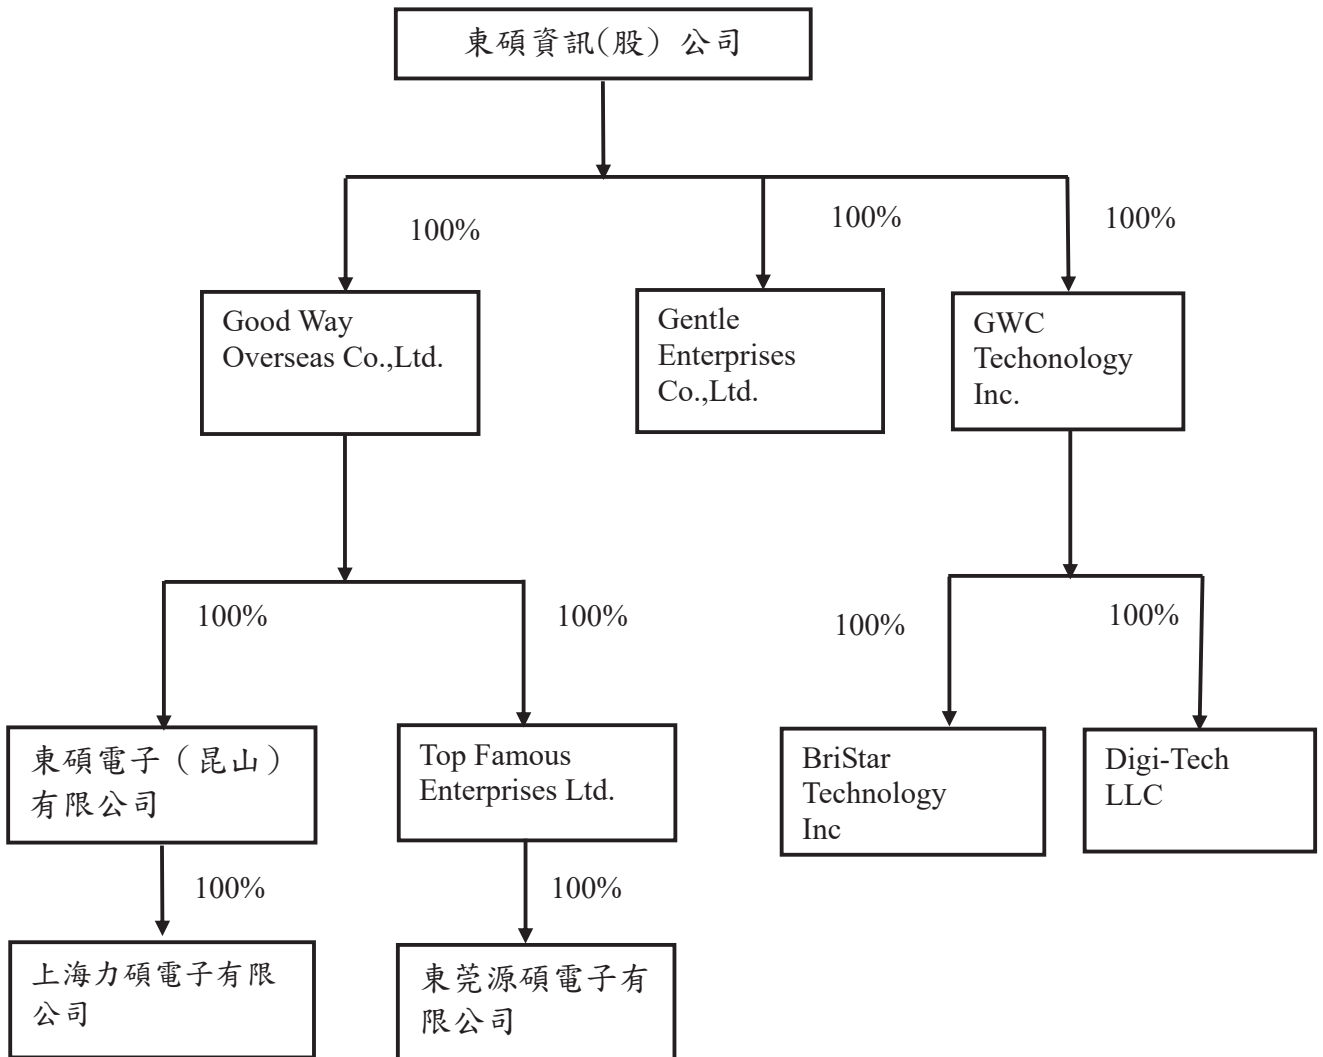 東碩資訊(股) 公司
100%
100%
100%
Good Way
Overseas Co.,Ltd.
Gentle
Enterprises
Co.,Ltd.
GWC
Techonology
Inc.
100%
100%
100%
100%
東碩電子（昆山）
有限公司
Top Famous
Enterprises Ltd.
BriStar
Technology
Inc
Digi-Tech
LLC
100%
100%
上海力碩電子有限
公司
東莞源碩電子有
限公司